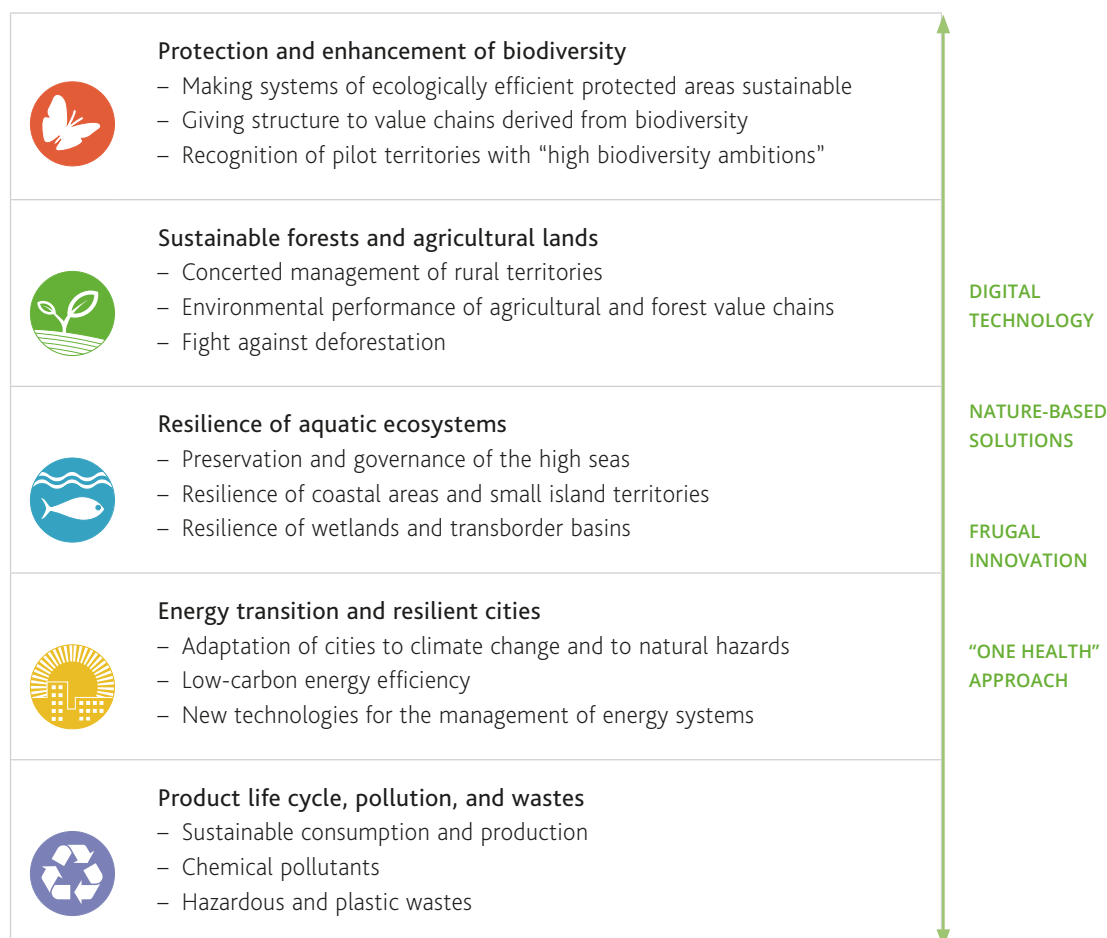 Protection and enhancement of biodiversity
– Making systems of ecologically efficient protected areas sustainable
– Giving structure to value chains derived from biodiversity
– Recognition of pilot territories with “high biodiversity ambitions”
Sustainable forests and agricultural lands
– Concerted management of rural territories
– Environmental performance of agricultural and forest value chains
– Fight against deforestation
Resilience of aquatic ecosystems
– Preservation and governance of the high seas
– Resilience of coastal areas and small island territories
– Resilience of wetlands and transborder basins
Energy transition and resilient cities
– Adaptation of cities to climate change and to natural hazards
– Low-carbon energy efficiency
– New technologies for the management of energy systems
Product life cycle, pollution, and wastes
– Sustainable consumption and production
– Chemical pollutants
– Hazardous and plastic wastes
DIGITAL
TECHNOLOGY
NATURE-BASED
SOLUTIONS
FRUGAL
INNOVATION
“ONE HEALTH”
APPROACH